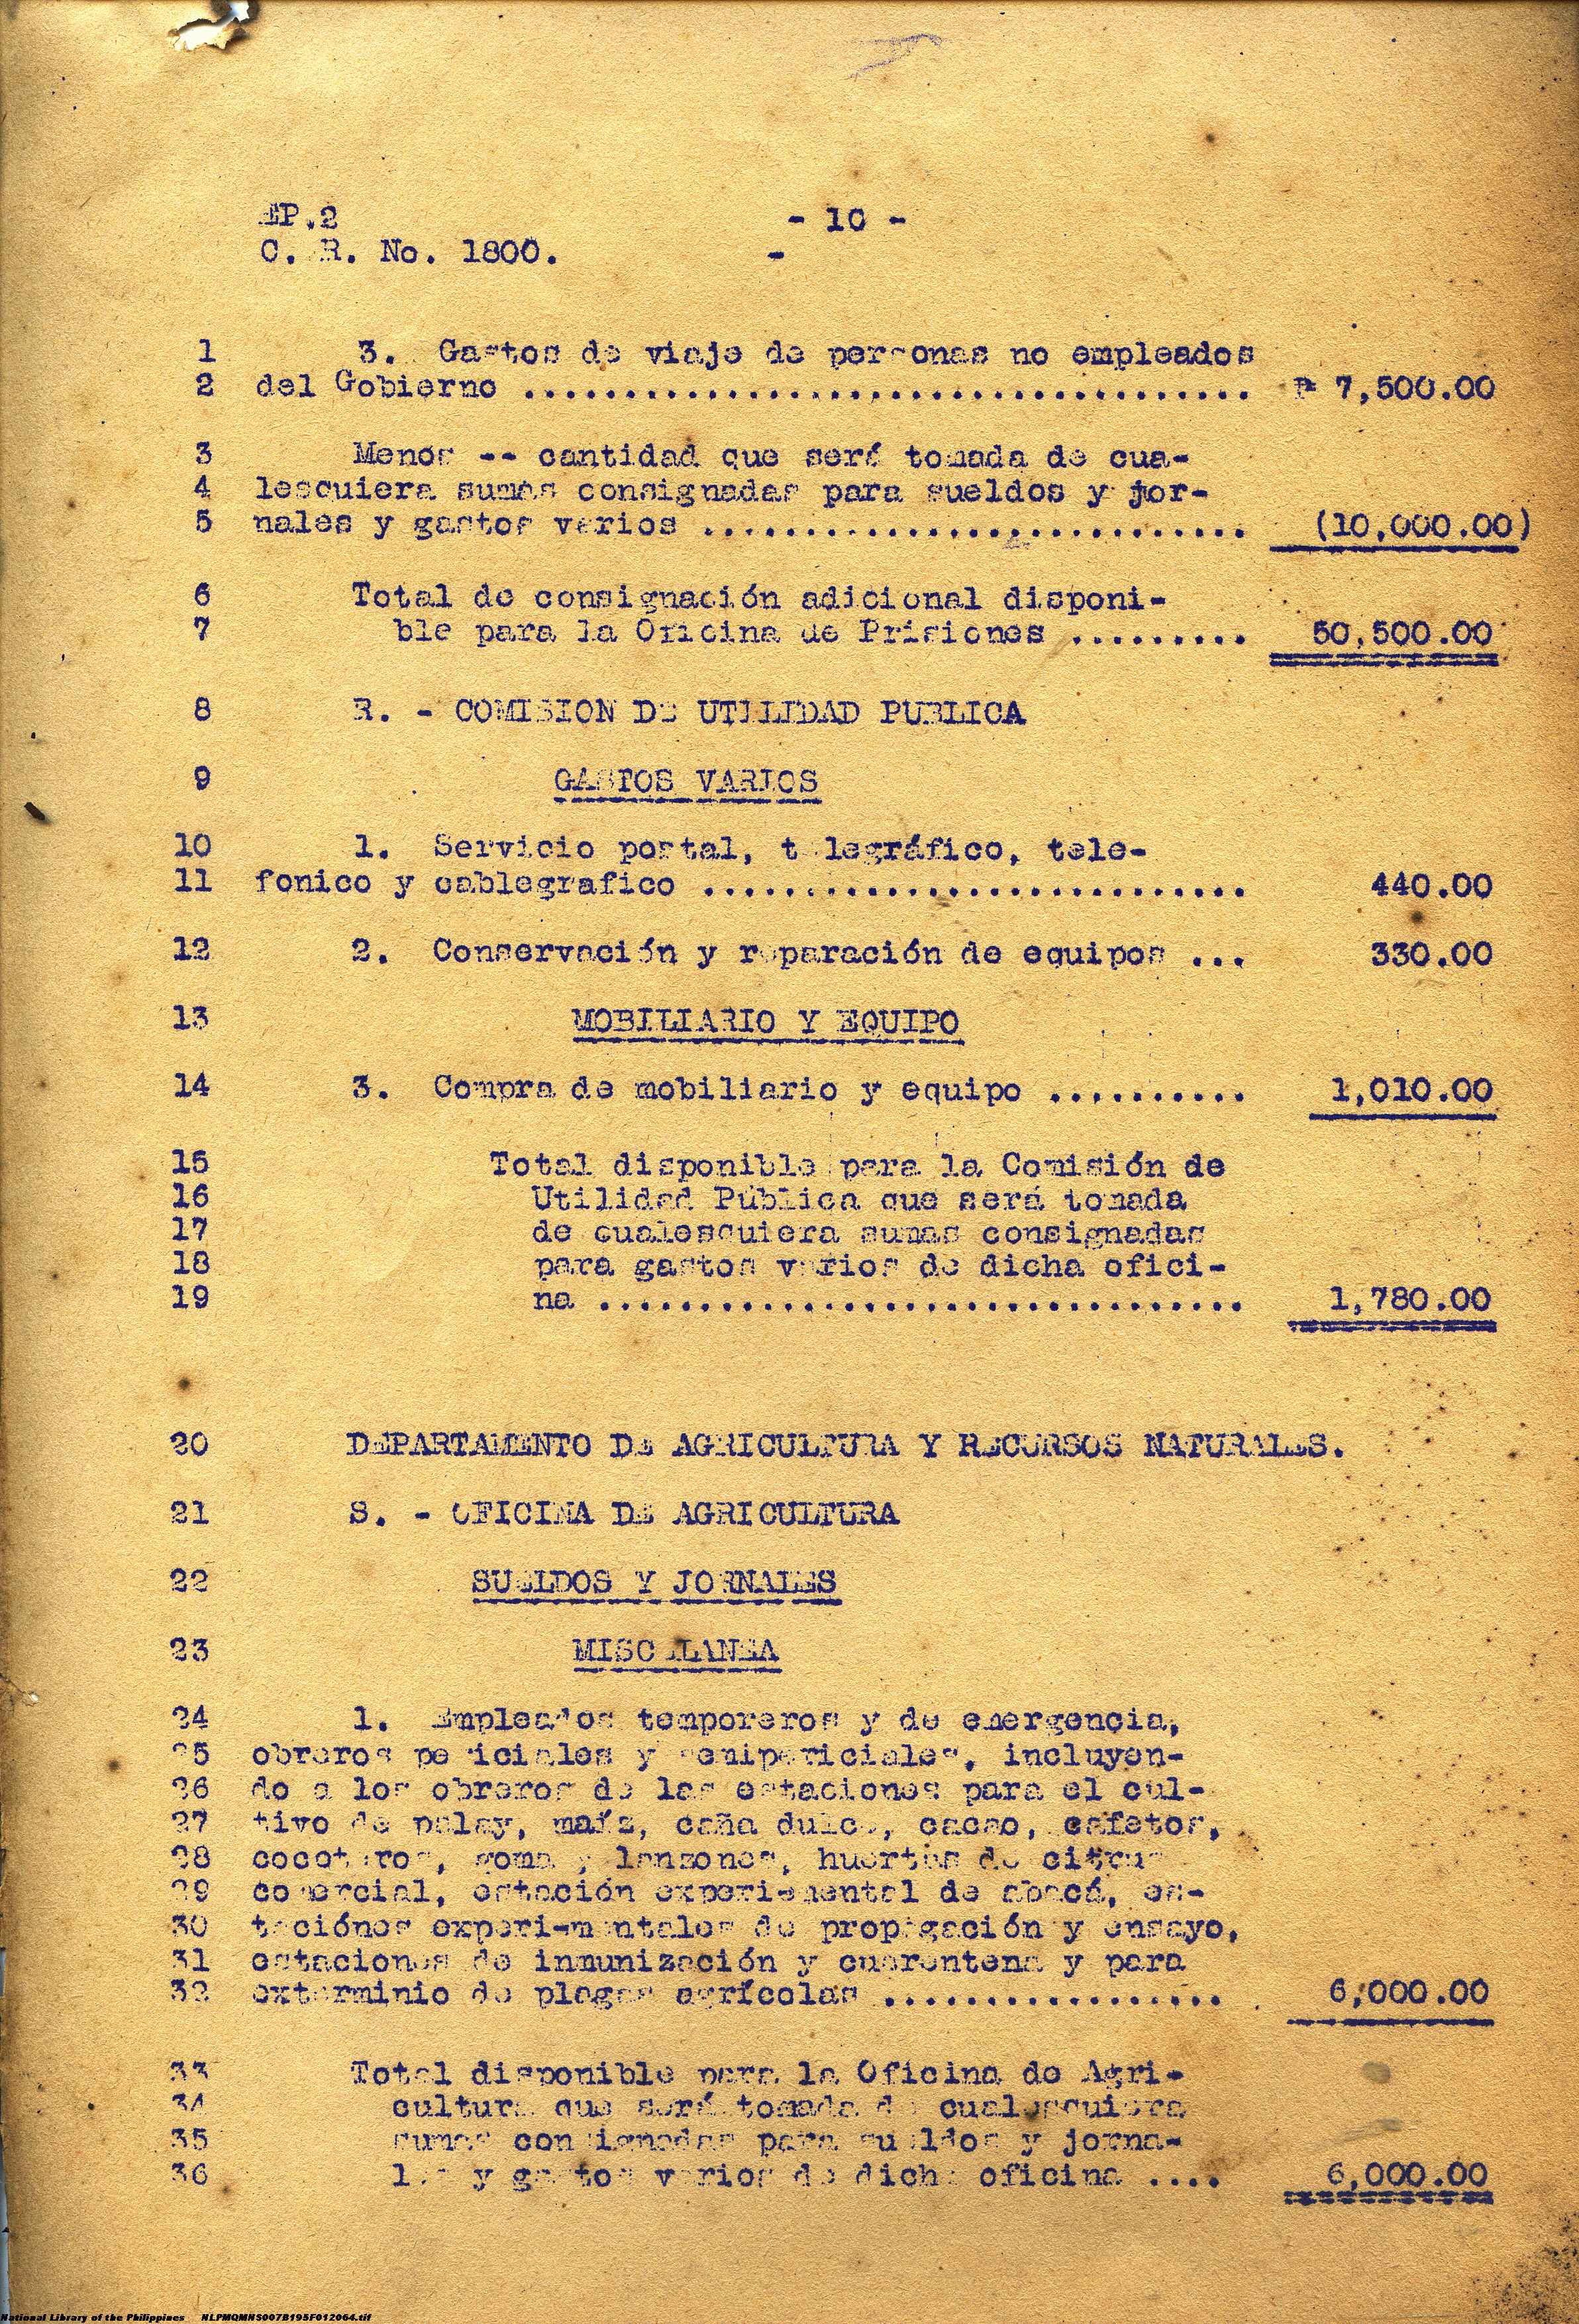 EP.2 - 10 -
C. R. No. 1800. -
1 3. Gastos de viaje de personas no empleados
2 del Gobierno .................................... ₱ 7,500.00
3 Menos -- cantidad que será tomada de cua-
4 lesquiera sumas consignadas para sueldos y jor-
5 nales y gastos varios ........................... (10,000.00)
6 Total de consignación adicional disponi-
7 ble para la Oficina de Prisiones ......... 50,500.00
8 R. - COMISION DE UTILIDAD PUBLICA
9 GASTOS VARIOS
10 1. Servicio postal, telegráfico, tele-
11 fonico y cablegrafico ........................... 440.00
12 2. Conservación y reparación de equipos ... 330.00
13 MOBILIARIO Y EQUIPO
14 3. Compra de mobiliario y equipo .......... 1,010.00
15 Total disponible para la Comisión de
16 Utilidad Pública que será tomada
17 de cualesquiera sumas consignadas
18 para gastos varios de dicha ofici-
19 na ................................ 1,780.00
20 DEPARTAMENTO DE AGRICULTURA Y RECURSOS NATURALES.
21 S. - OFICINA DE AGRICULTURA
22 SUELDOS Y JORNALES
23 MISCELANEA
24 1. Empleados temporeros y de emergencia,
25 obreros periciales y semipericiales, incluyen-
26 do a los obreros de las estaciones para el cul-
27 tivo de palay, maíz, caña dulce, cacao, cafetos,
28 cocoteros, goma y lanzones, huertas de citrus
29 comercial, estación experi-emental de abacá, es-
30 taciónes experi-mentales de propagación y ensayo,
31 estaciones de inmunización y cuarentena y para
32 exterminio de plagas agrícolas ................. 6,000.00
33 Total disponible para la Oficina de Agri-
34 cultura que será tomada de cualesquiera
35 sumas consignadas para sueldos y jorna-
36 les y gastos varios de dicha oficina .... 6,000.00
National Library of the Philippines NLPMQMNS007B195F012064.tif